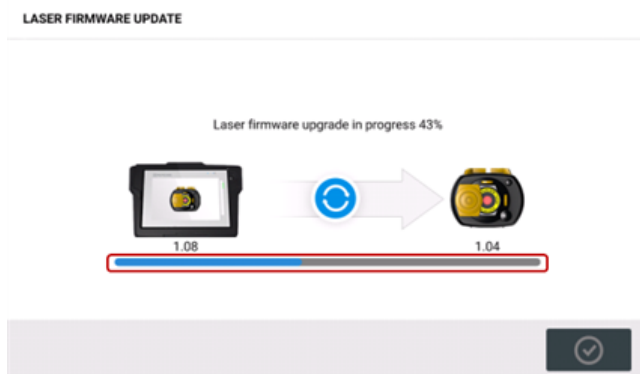 LASER FIRMWARE UPDATE
Laser firmware upgrade in progress 43%
1.08 1.04